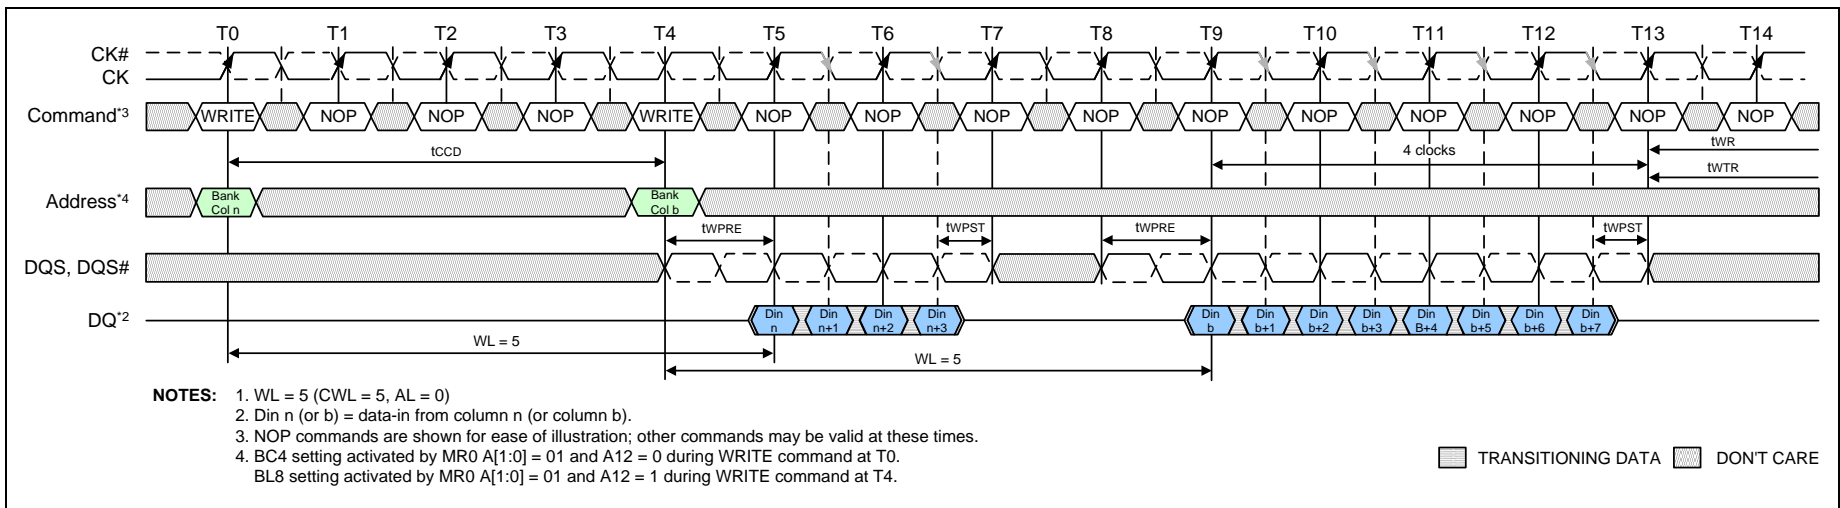 T0 T1 T2 T3 T4 T5 T6 T7 T8 T9 T10 T11 T12 T13 T14
CK#
CK
Command*3 WRITE NOP NOP NOP WRITE NOP NOP NOP NOP NOP NOP NOP NOP NOP NOP
tCCD 4 clocks tWR
tWTR
Address*4 Bank Col n Bank Col b
tWPRE tWPST tWPRE tWPST
DQS, DQS#
DQ*2 Din n Din n+1 Din n+2 Din n+3 Din b Din b+1 Din b+2 Din b+3 Din B+4 Din b+5 Din b+6 Din b+7
WL = 5
WL = 5
NOTES: 1. WL = 5 (CWL = 5, AL = 0)
2. Din n (or b) = data-in from column n (or column b).
3. NOP commands are shown for ease of illustration; other commands may be valid at these times.
4. BC4 setting activated by MR0 A[1:0] = 01 and A12 = 0 during WRITE command at T0.
BL8 setting activated by MR0 A[1:0] = 01 and A12 = 1 during WRITE command at T4.
TRANSITIONING DATA DON'T CARE